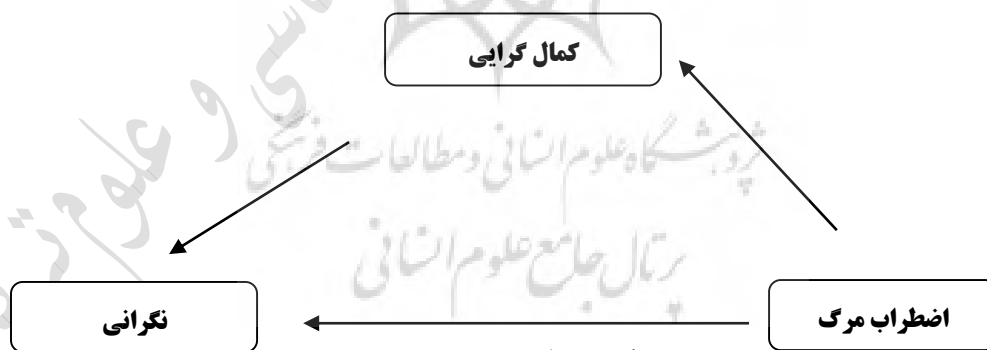 کمال گرایی
پژوهشگاه علوم انسانی و مطالعات فرهنگی
پرتال جامع علوم انسانی
اضطراب مرگ
نگرانی